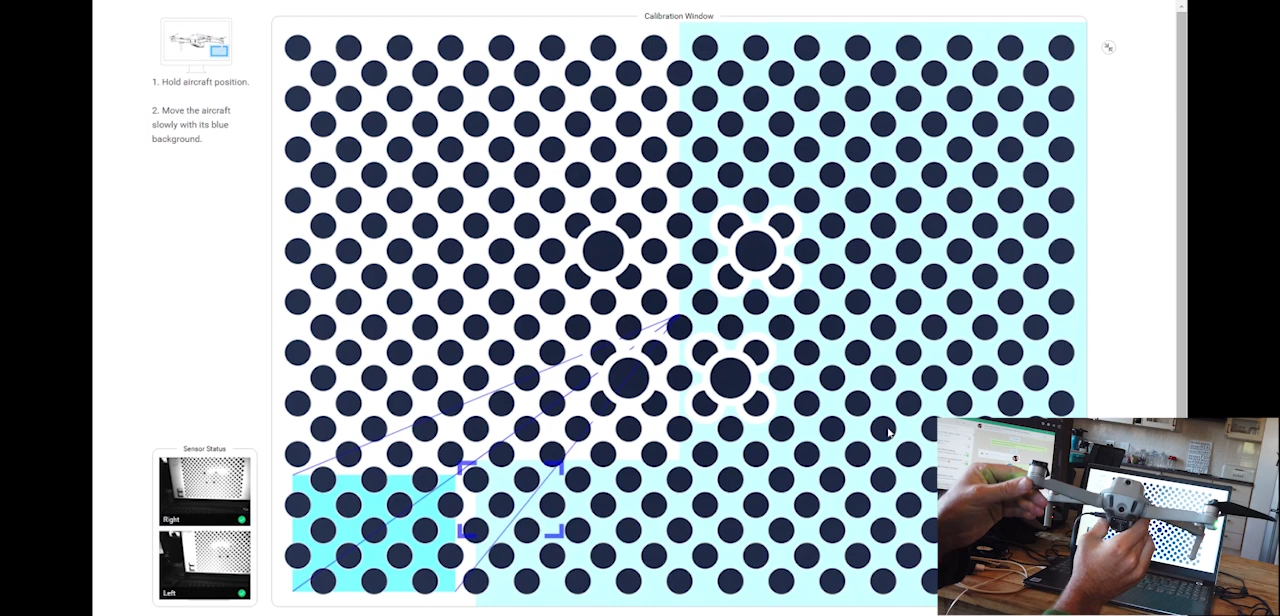 Calibration Window
1. Hold aircraft position.
2. Move the aircraft
slowly with its blue
background.
Sensor Status
Right
Left